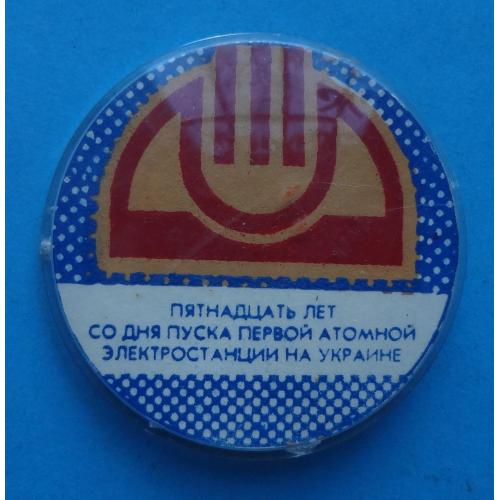 ПЯТНАДЦАТЬ ЛЕТ
СО ДНЯ ПУСКА ПЕРВОЙ АТОМНОЙ
ЭЛЕКТРОСТАНЦИИ НА УКРАИНЕ